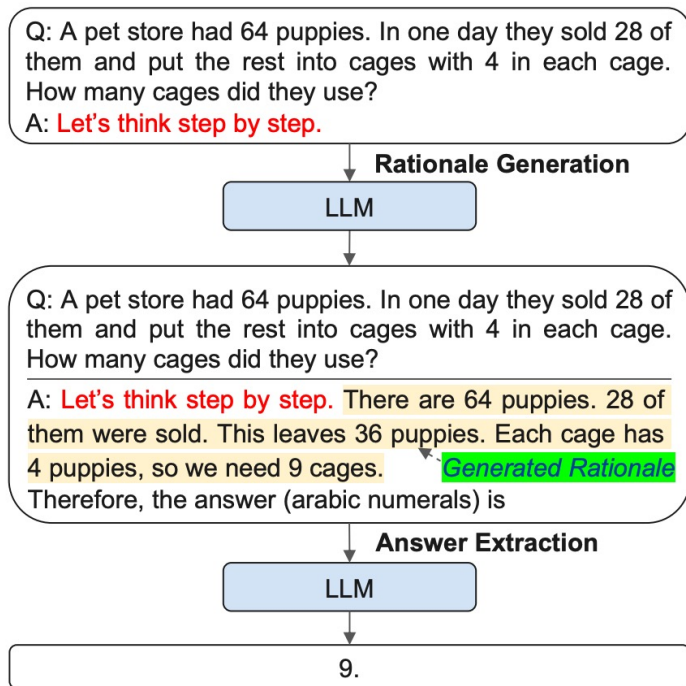 Q: A pet store had 64 puppies. In one day they sold 28 of
them and put the rest into cages with 4 in each cage.
How many cages did they use?
A: Let's think step by step.
Rationale Generation
LLM
Q: A pet store had 64 puppies. In one day they sold 28 of
them and put the rest into cages with 4 in each cage.
How many cages did they use?
A: Let's think step by step. There are 64 puppies. 28 of
them were sold. This leaves 36 puppies. Each cage has
4 puppies, so we need 9 cages. Generated Rationale
Therefore, the answer (arabic numerals) is
Answer Extraction
LLM
9.